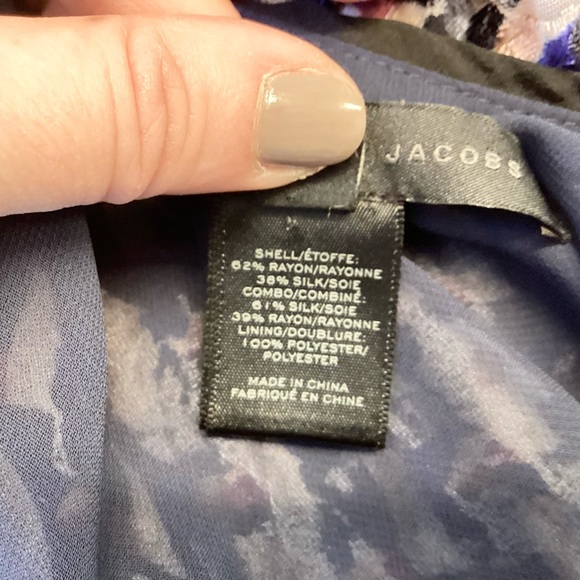 JACOBS
SHELL/ÉTOFFE:
62% RAYON/RAYONNE
38% SILK/SOIE
COMBO/COMBINÉ:
61% SILK/SOIE
39% RAYON/RAYONNE
LINING/DOUBLURE:
100% POLYESTER/
POLYESTER
MADE IN CHINA
FABRIQUÉ EN CHINE